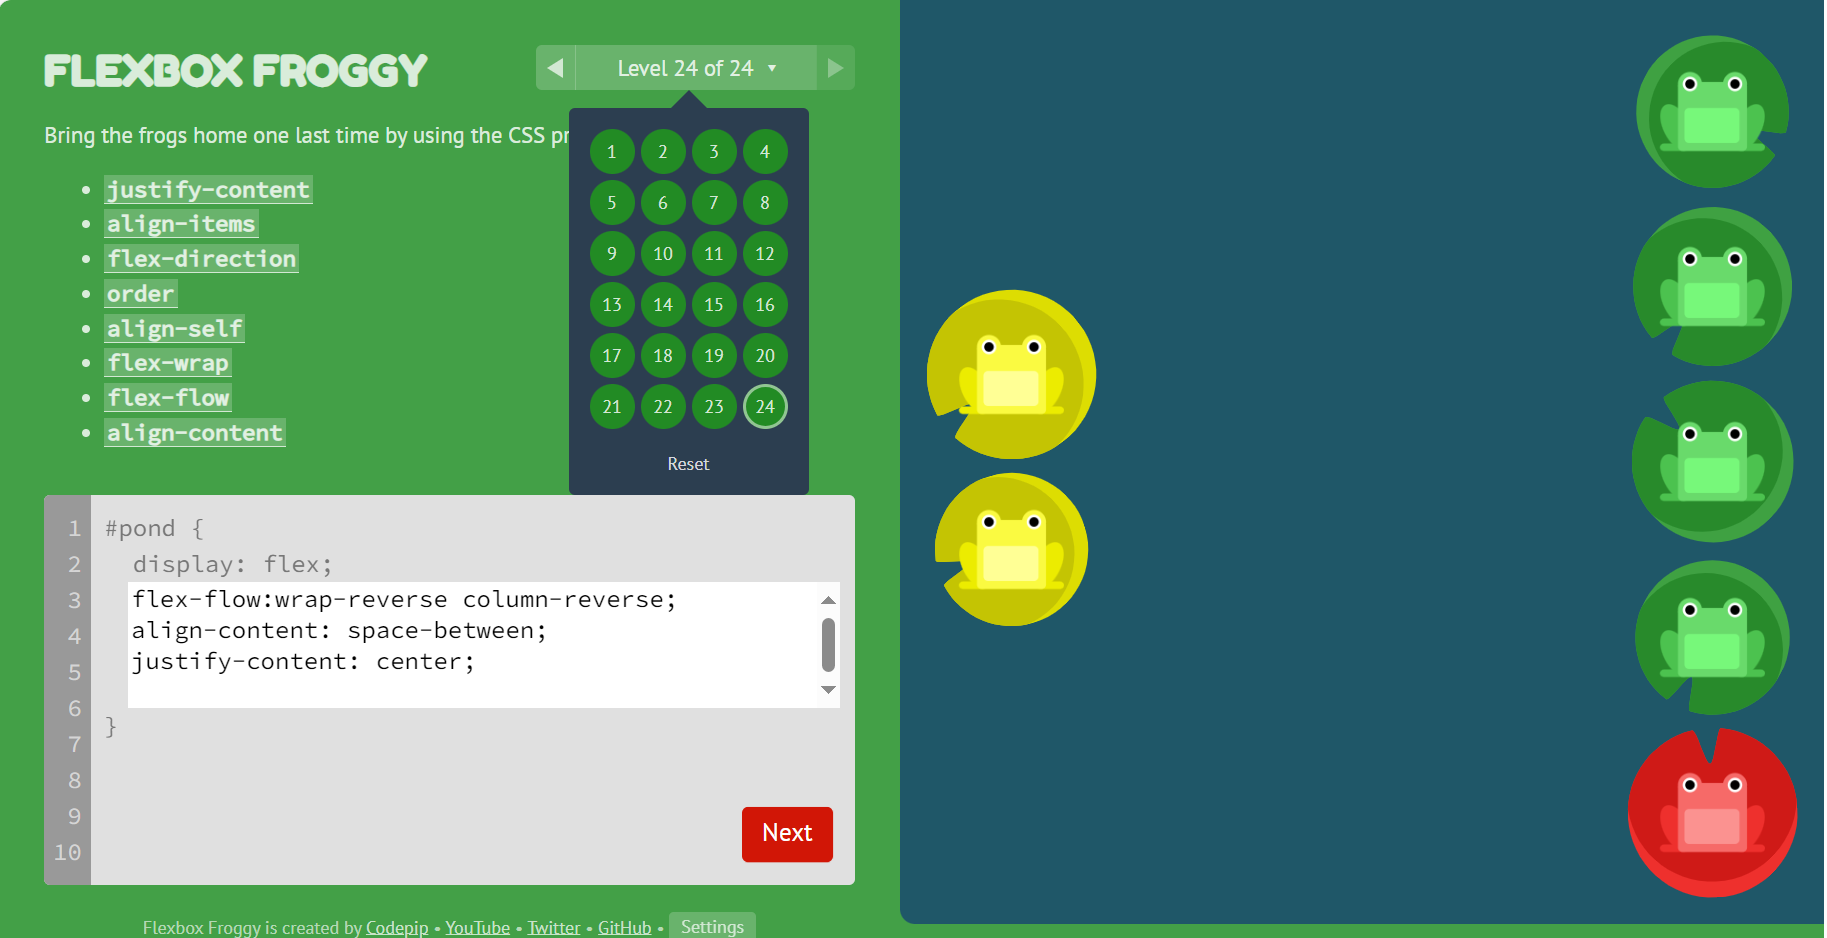 FLEXBOX FROGGY
Level 24 of 24
Bring the frogs home one last time by using the CSS pr
1 2 3 4
5 6 7 8
9 10 11 12
13 14 15 16
17 18 19 20
21 22 23 24
Reset
justify-content
align-items
flex-direction
order
align-self
flex-wrap
flex-flow
align-content
1 #pond {
2 display: flex;
3 flex-flow:wrap-reverse column-reverse;
4 align-content: space-between;
5 justify-content: center;
6
7 }
8
9
10
Next
Flexbox Froggy is created by Codepip • YouTube • Twitter • GitHub • Settings